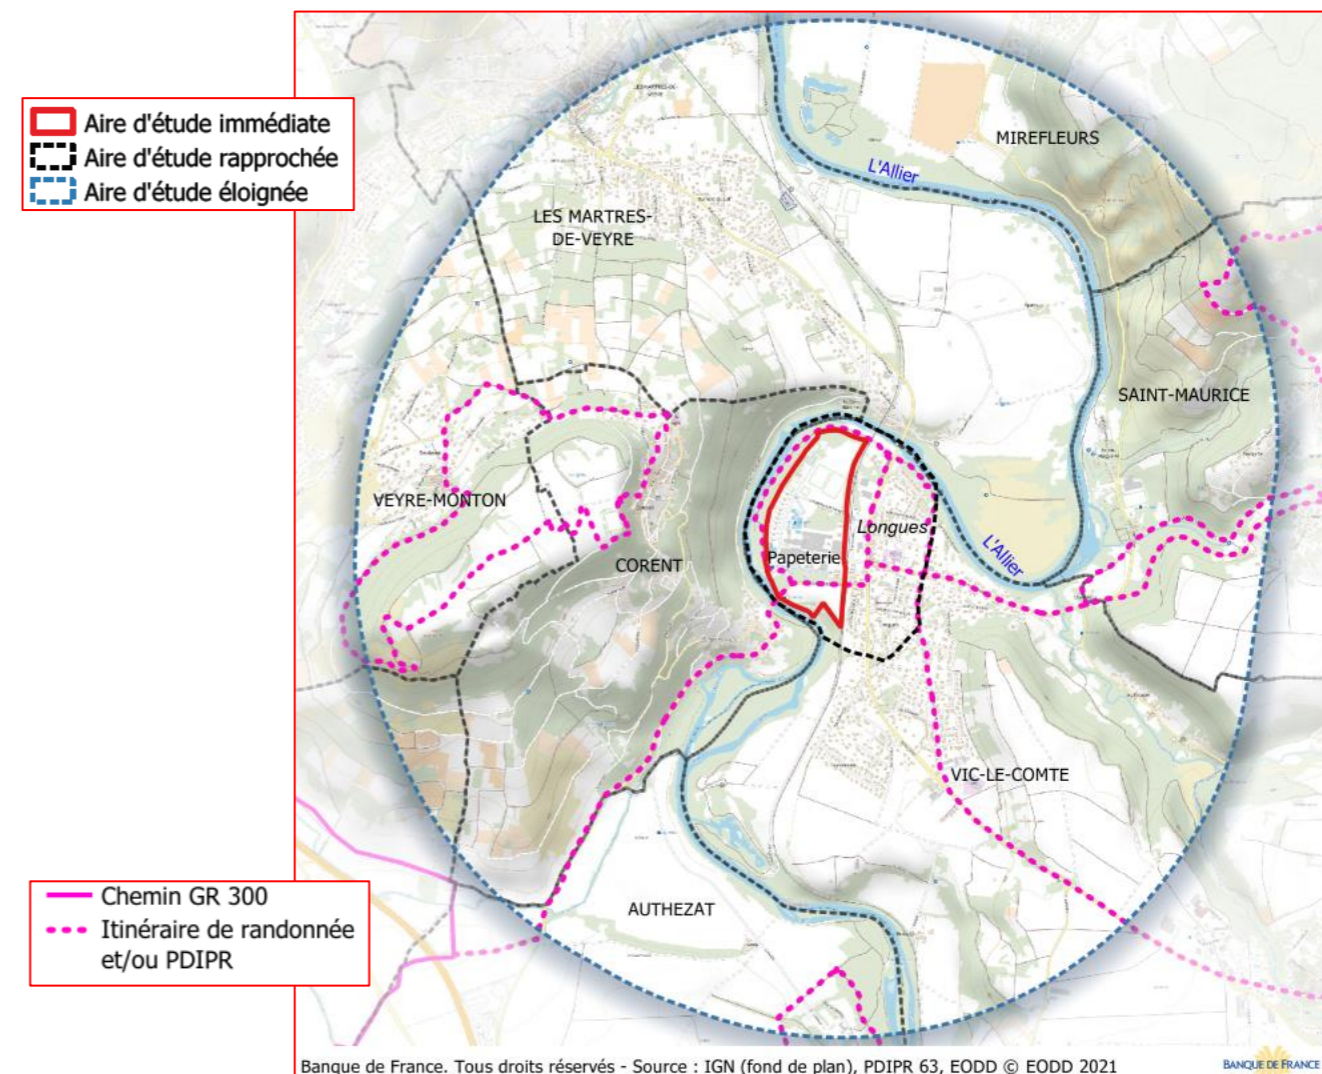 Aire d'étude immédiate
Aire d'étude rapprochée
Aire d'étude éloignée
MIREFLEURS
L'Allier
LES MARTRES-
DE-VEYRE
SAINT-MAURICE
VEYRE-MONTON
Longues
L'Allier
Papeterie
CORENT
VIC-LE-COMTE
AUTHEZAT
Chemin GR 300
Itinéraire de randonnée
et/ou PDIPR
Banque de France. Tous droits réservés - Source : IGN (fond de plan), PDIPR 63, EODD © EODD 2021
BANQUE DE FRANCE